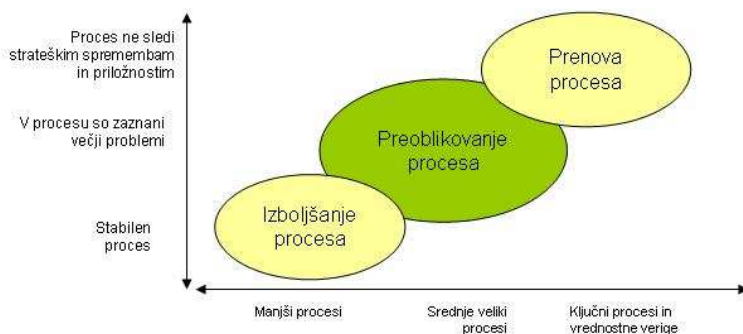 Proces ne sledi
strateškim spremembam
in priložnostim
Prenova
procesa
V procesu so zaznani
večji problemi
Preoblikovanje
procesa
Izboljšanje
procesa
Stabilen
proces
Manjši procesi
Srednje veliki
procesi
Ključni procesi in
vrednostne verige